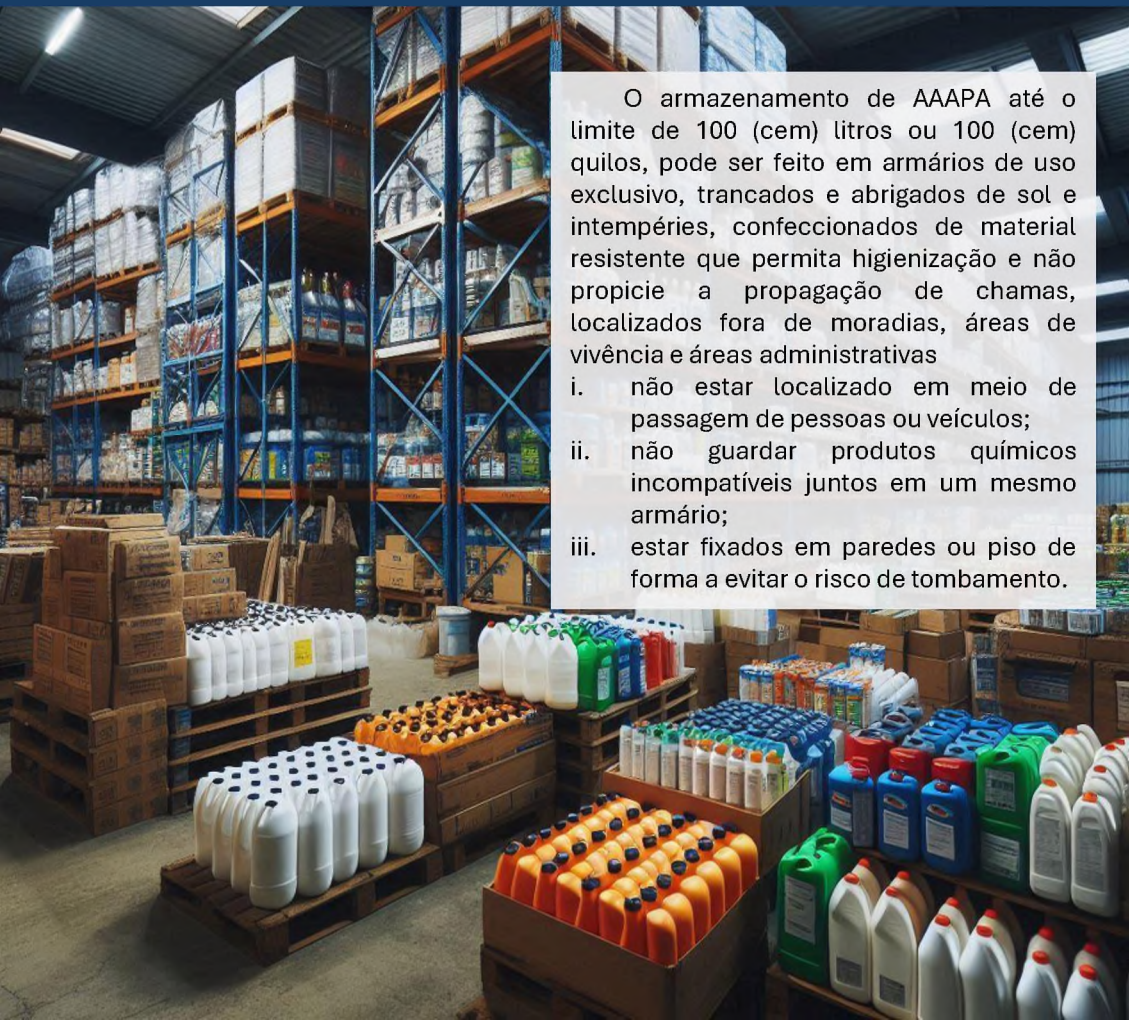 O armazenamento de AAAPA até o
limite de 100 (cem) litros ou 100 (cem)
quilos, pode ser feito em armários de uso
exclusivo, trancados e abrigados de sol e
intempéries, confeccionados de material
resistente que permita higienização e não
propicie a propagação de chamas,
localizados fora de moradias, áreas de
vivência e áreas administrativas
i. não estar localizado em meio de
passagem de pessoas ou veículos;
ii. não guardar produtos químicos
incompatíveis juntos em um mesmo
armário;
iii. estar fixados em paredes ou piso de
forma a evitar o risco de tombamento.